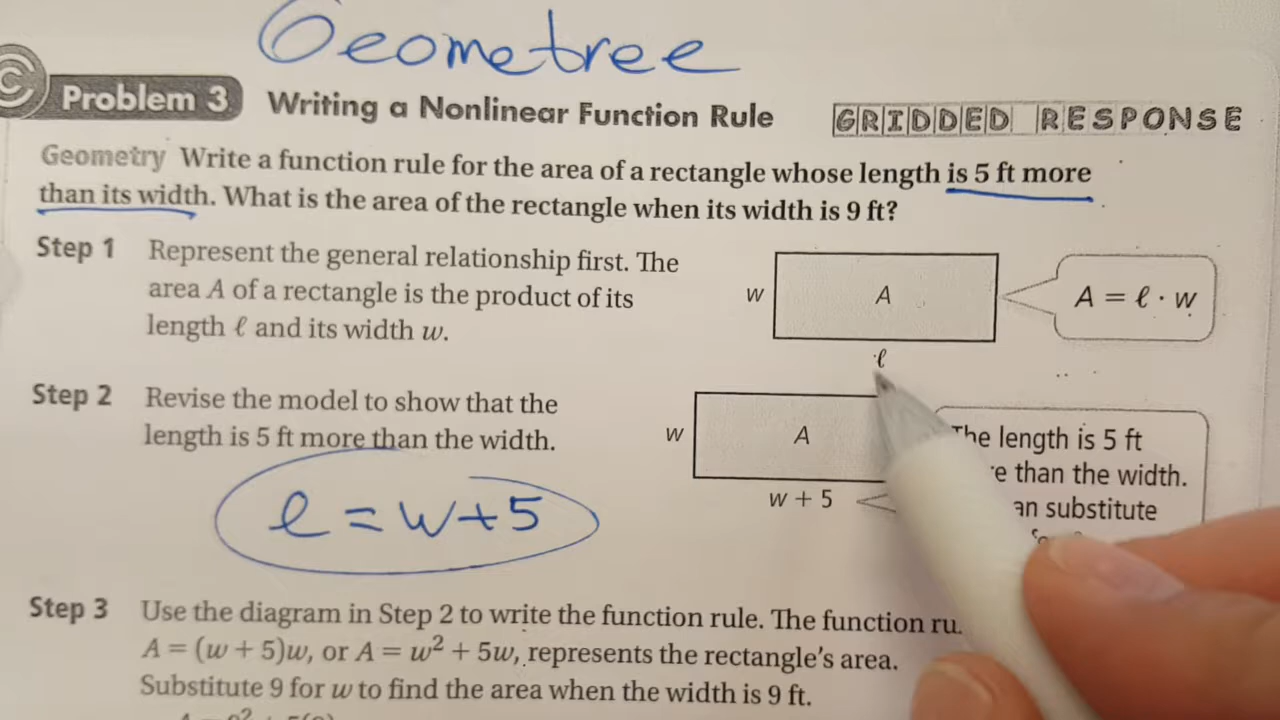 Geometree
Problem 3 Writing a Nonlinear Function Rule GRIDDED RESPONSE
Geometry Write a function rule for the area of a rectangle whose length is 5 ft more
than its width. What is the area of the rectangle when its width is 9 ft?
Step 1 Represent the general relationship first. The
area A of a rectangle is the product of its
length ℓ and its width w.
w A A = ℓ · w
ℓ
Step 2 Revise the model to show that the
length is 5 ft more than the width.
ℓ = w + 5
w A
w + 5
The length is 5 ft
than the width.
substitute
Step 3 Use the diagram in Step 2 to write the function rule. The function
A = (w + 5)w, or A = w² + 5w, represents the rectangle's area.
Substitute 9 for w to find the area when the width is 9 ft.